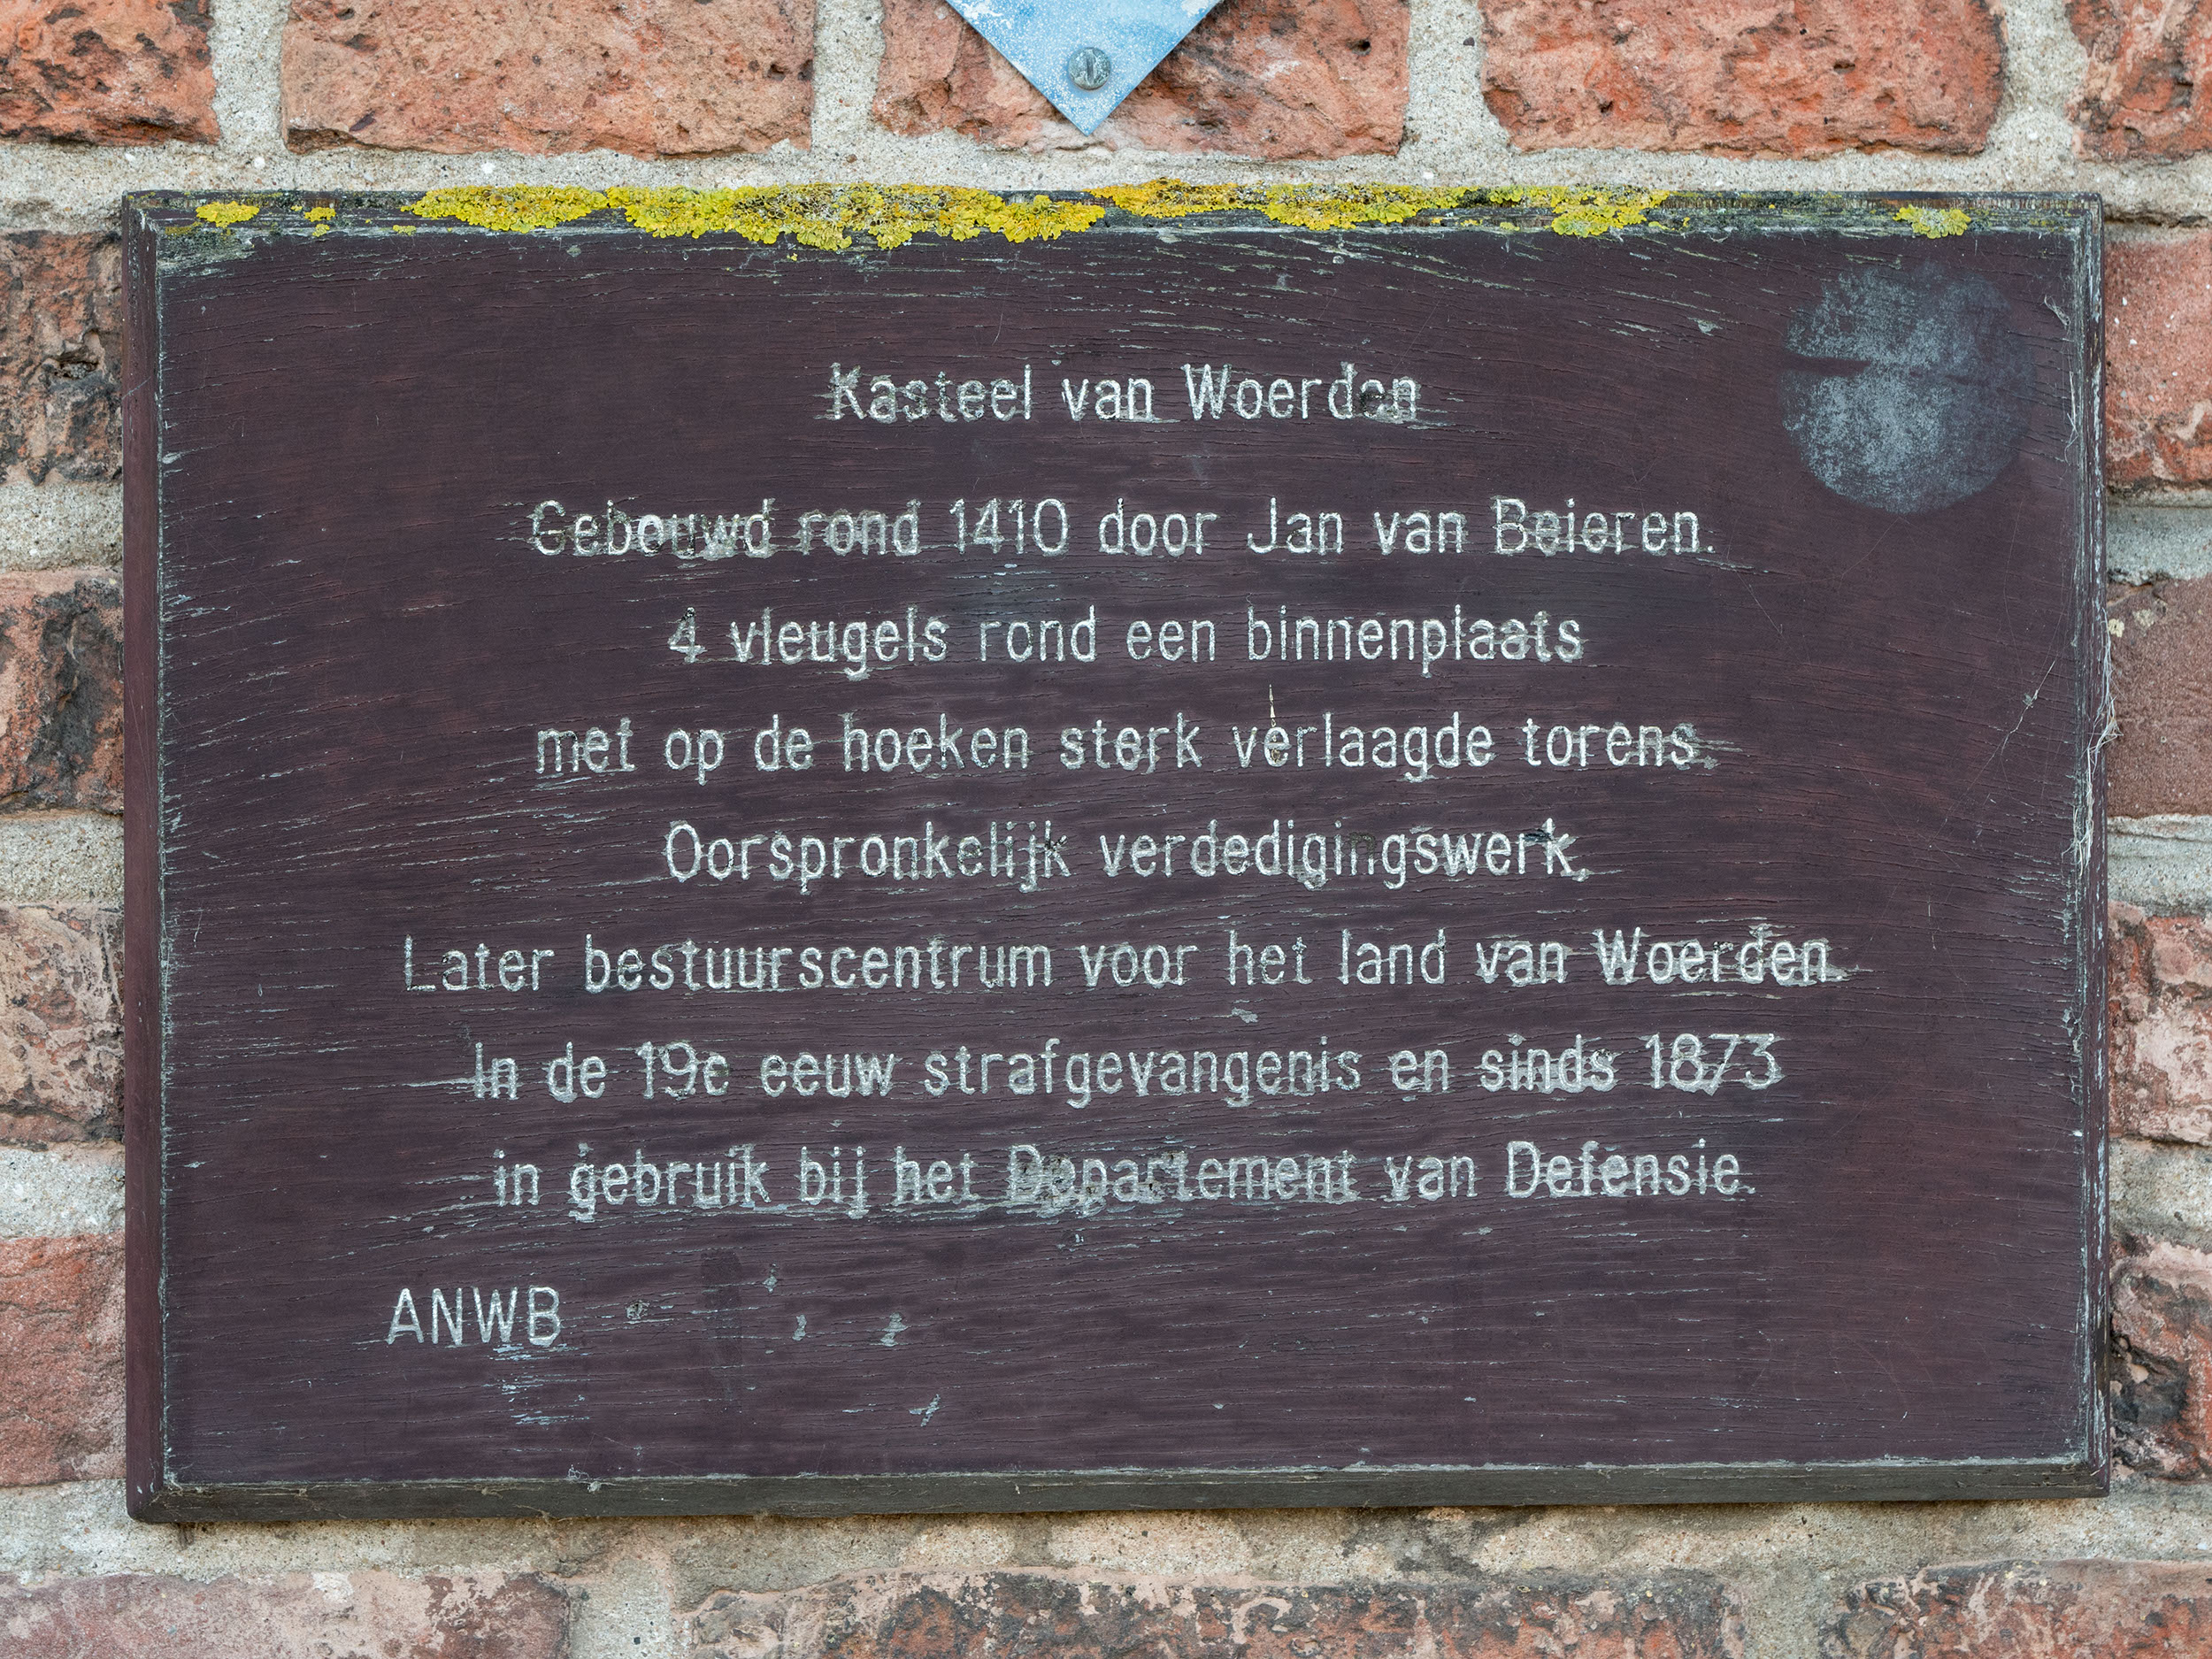 Kasteel van Woerden
Gebouwd rond 1410 door Jan van Beieren.
4 vleugels rond een binnenplaats
met op de hoeken sterk verlaagde torens.
Oorspronkelijk verdedigingswerk,
Later bestuurscentrum voor het land van Woerden.
In de 19e eeuw strafgevangenis en sinds 1873
in gebruik bij het Departement van Defensie.
ANWB